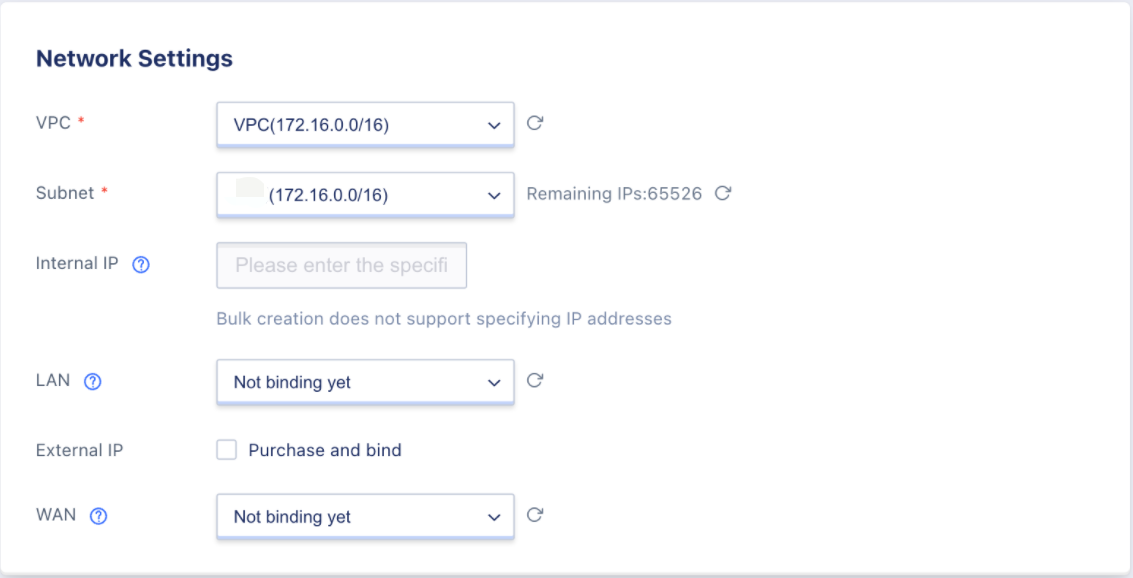 Network Settings
VPC *
VPC(172.16.0.0/16)
Subnet *
(172.16.0.0/16)
Remaining IPs:65526
Internal IP ?
Please enter the specifi
Bulk creation does not support specifying IP addresses
LAN ?
Not binding yet
External IP
Purchase and bind
WAN ?
Not binding yet